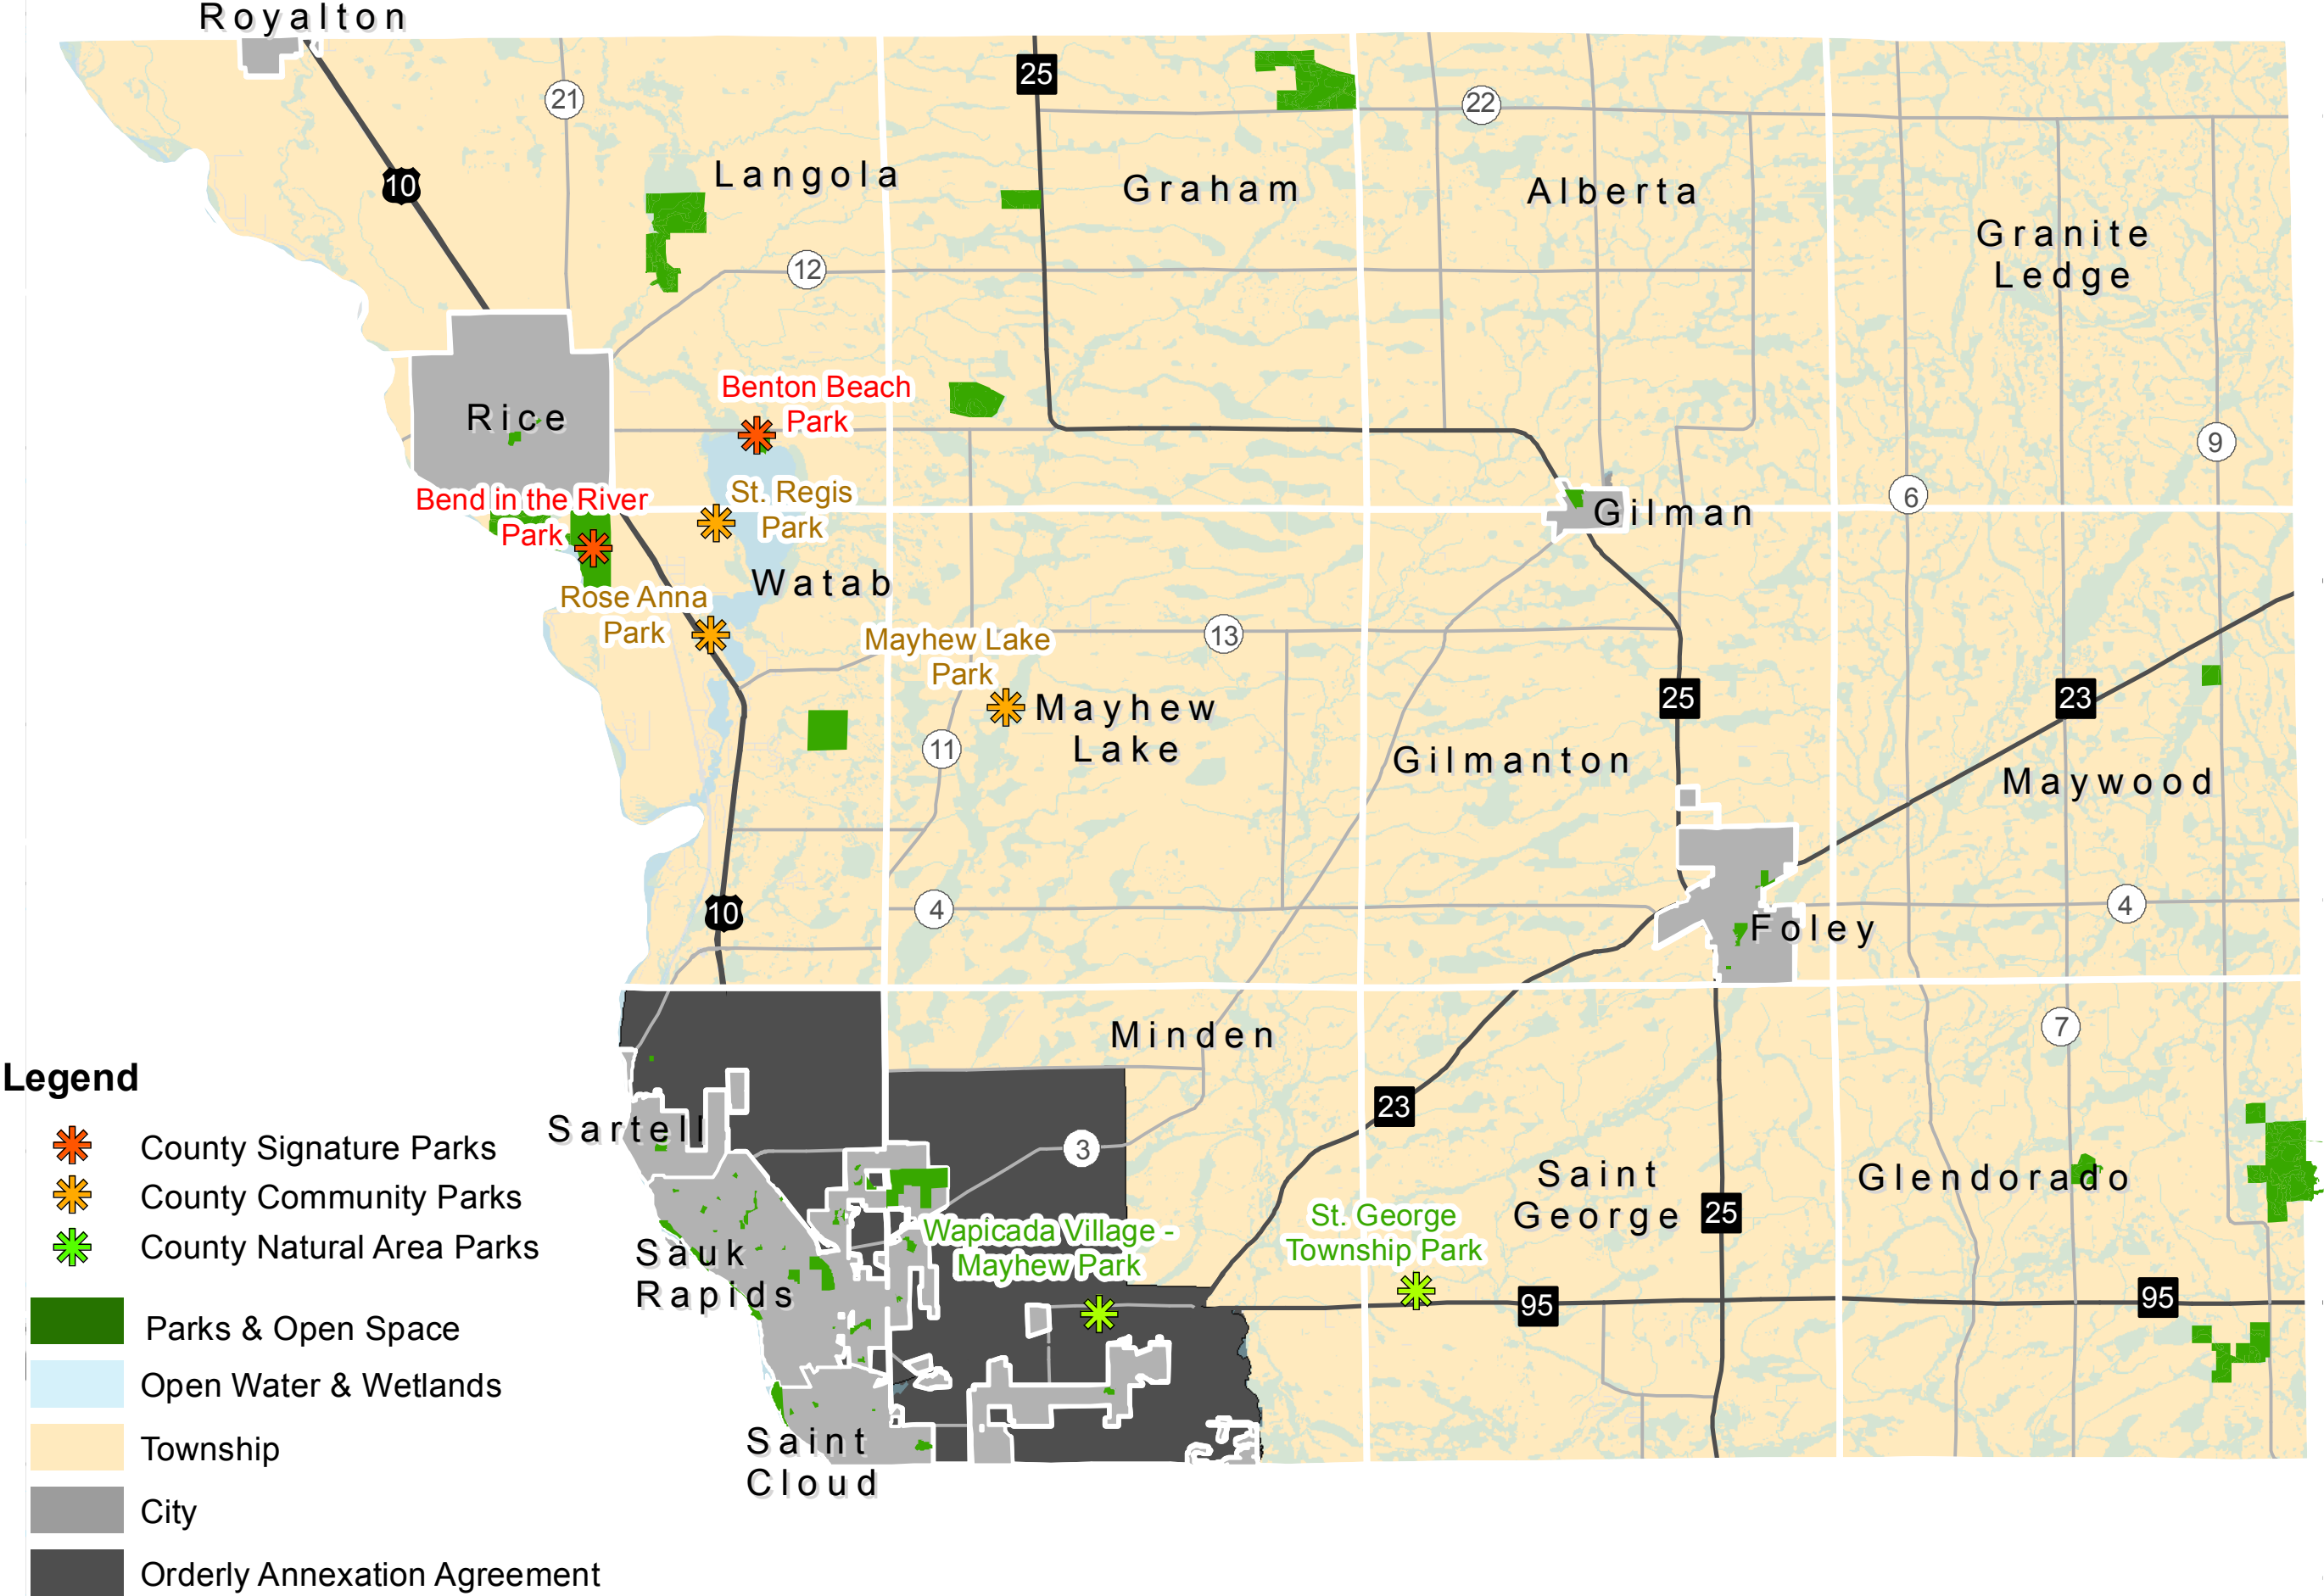 Royalton
25
21
22
10
Langola
Graham
Alberta
Granite
Ledge
12
Benton Beach
Park
Rice
9
Bend in the River
Park
St. Regis
Park
6
Gilman
Watab
Rose Anna
Park
13
Mayhew Lake
Park
25
23
Mayhew
Lake
11
Gilmanton
Maywood
10
4
4
Foley
7
Minden
Legend
23
Sartell
3
County Signature Parks
County Community Parks
County Natural Area Parks
Saint
George
25
Glendorado
Wapicada Village -
Mayhew Park
St. George
Township Park
Sauk
Rapids
95
95
Parks & Open Space
Open Water & Wetlands
Township
City
Orderly Annexation Agreement
Saint
Cloud